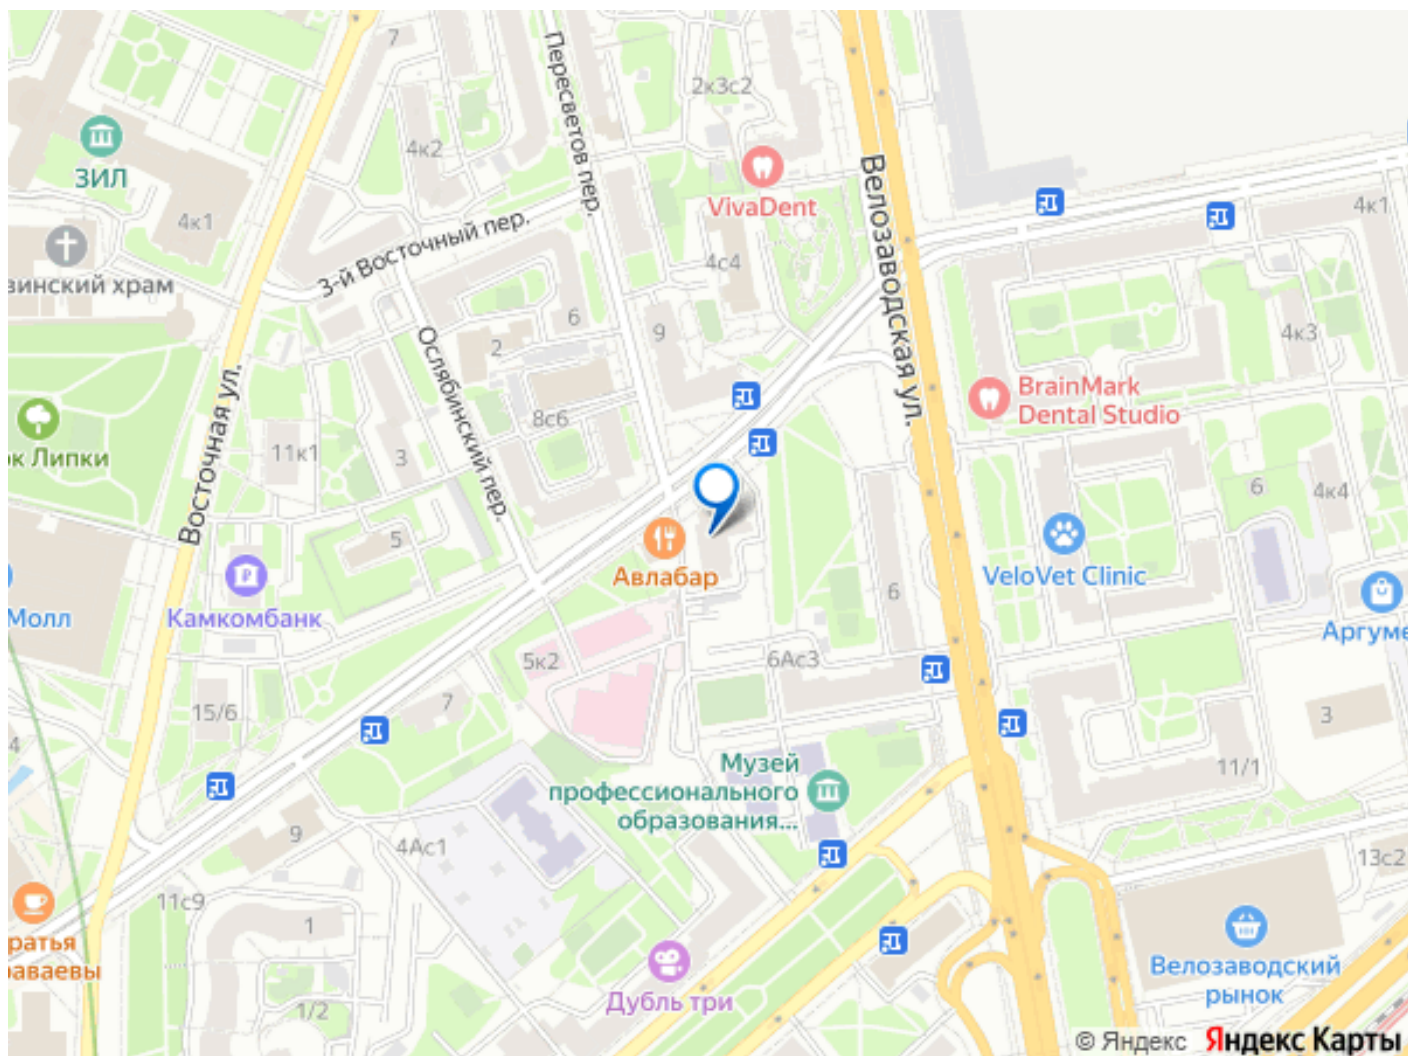 7
Пересветов пер.
2к3с2
Велозаводская ул.
ЗИЛ
4к2
VivaDent
4к1
4к1
3-й Восточный пер.
4с4
винский храм
6
9
4к3
2
Ослябинский пер.
Восточная ул.
BrainMark
Dental Studio
8с6
11к1
3
к Липки
6
4к4
5
Авлабар
VeloVet Clinic
Молл
Камкомбанк
6
Аргуме
5к2
6Ас3
15/6
7
3
4
Музей
профессионального
образования...
11/1
9
4Ас1
13с2
11с9
1
ратья
раваевы
Дубль три
Велозаводский
рынок
1/2
© Яндекс Яндекс Карты